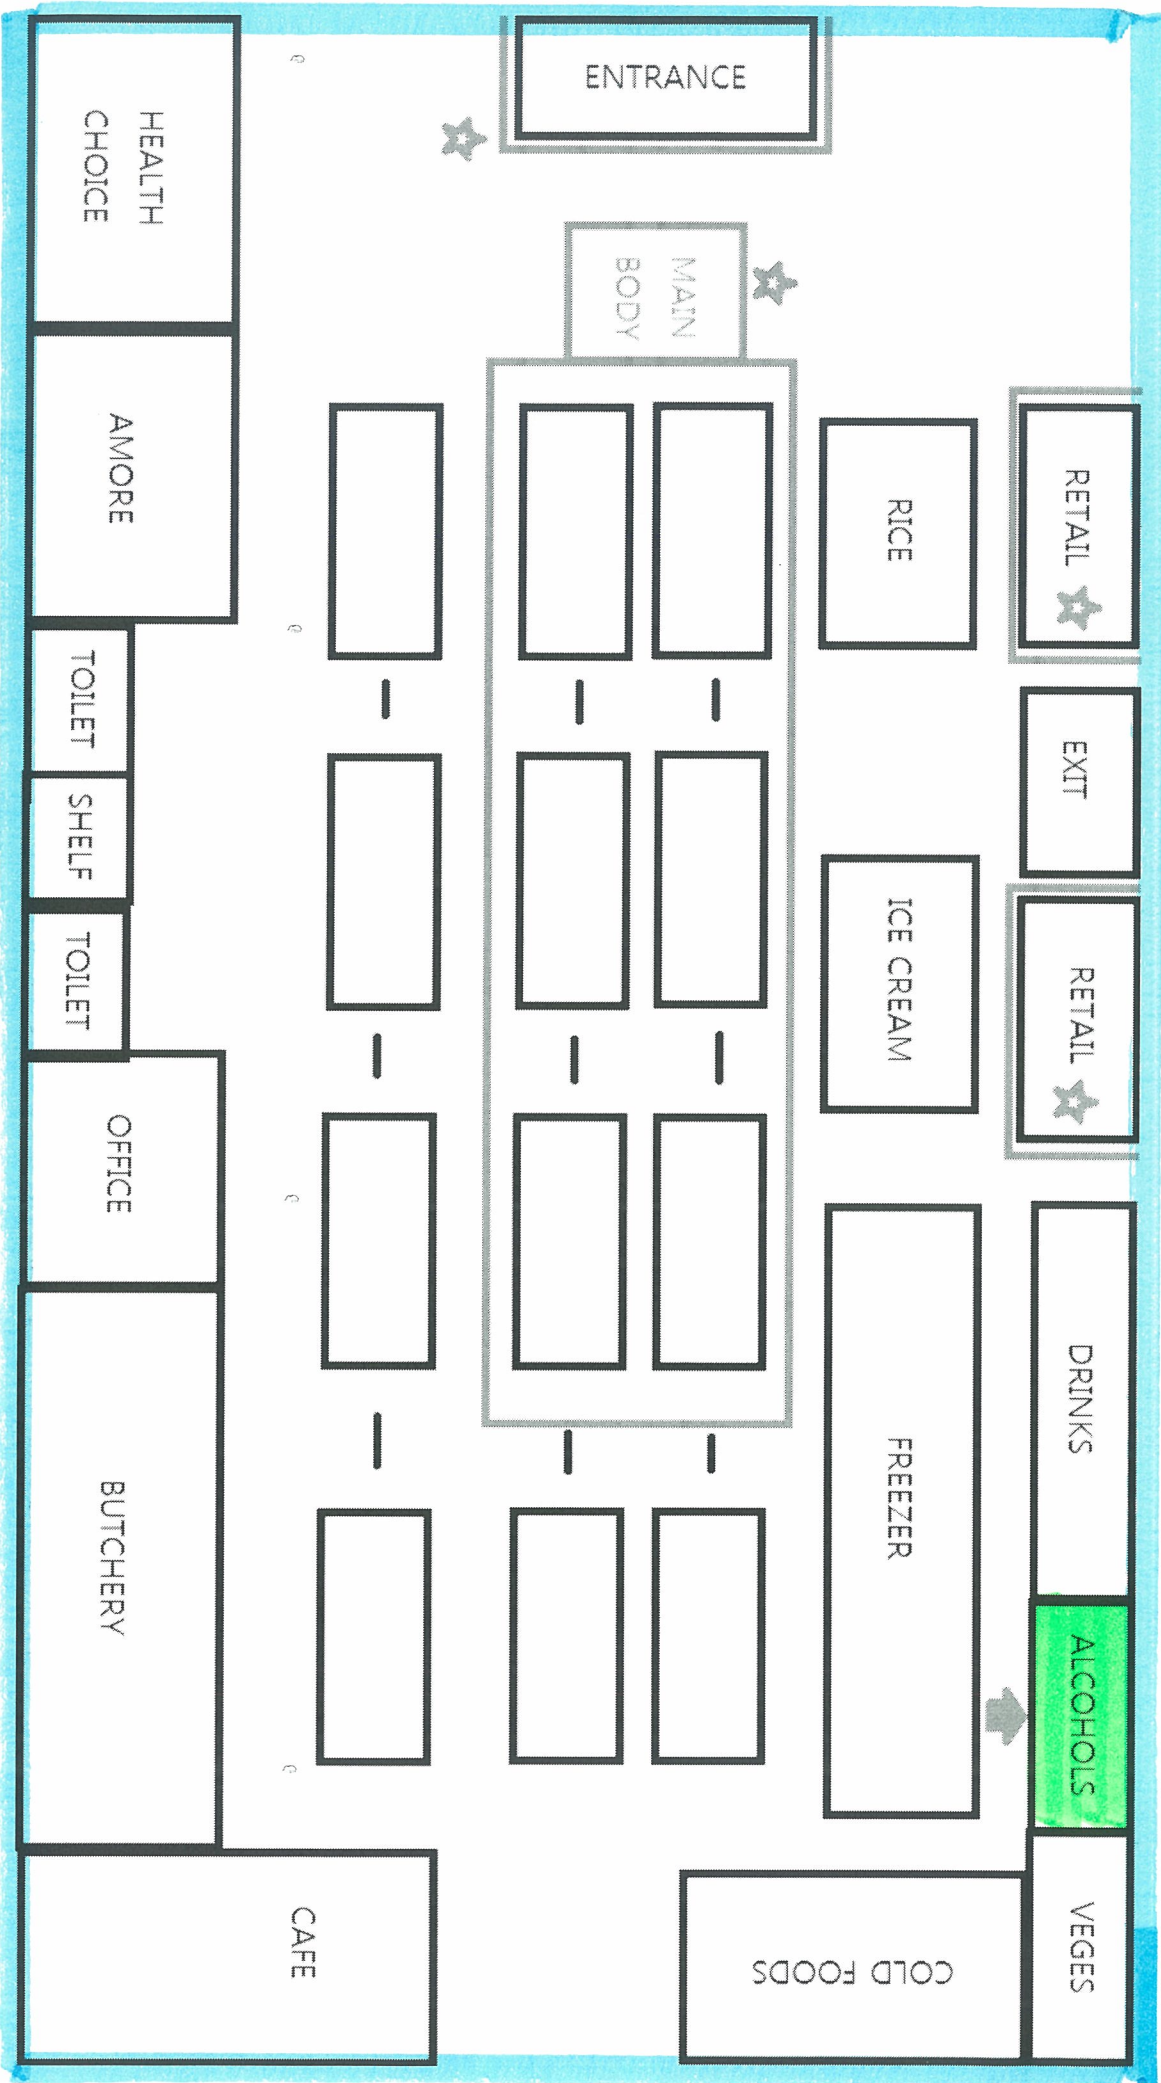 ENTRANCE
HEALTH
CHOICE
MAIN
BODY
AMORE
RICE
RETAIL
TOILET
EXIT
SHELF
ICE CREAM
TOILET
RETAIL
OFFICE
DRINKS
FREEZER
BUTCHERY
ALCOHOLS
CAFE
COLD FOODS
VEGES